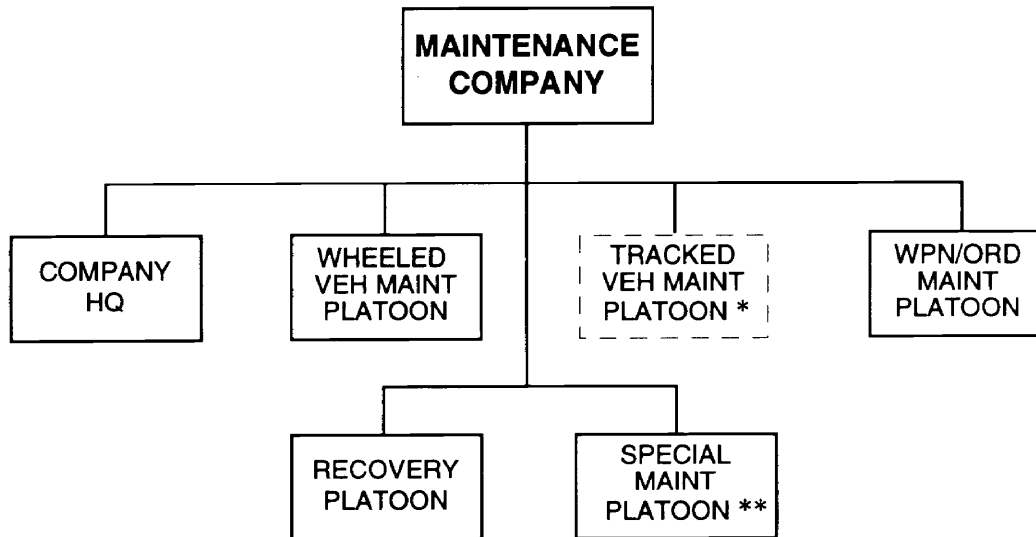 MAINTENANCE
COMPANY
COMPANY
HQ
WHEELED
VEH MAINT
PLATOON
TRACKED
VEH MAINT
PLATOON *
WPN/ORD
MAINT
PLATOON
RECOVERY
PLATOON
SPECIAL
MAINT
PLATOON **